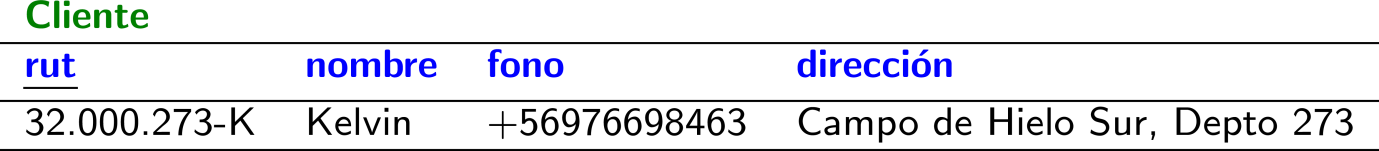 Cliente
rut nombre fono dirección
32.000.273-K Kelvin +56976698463 Campo de Hielo Sur, Depto 273